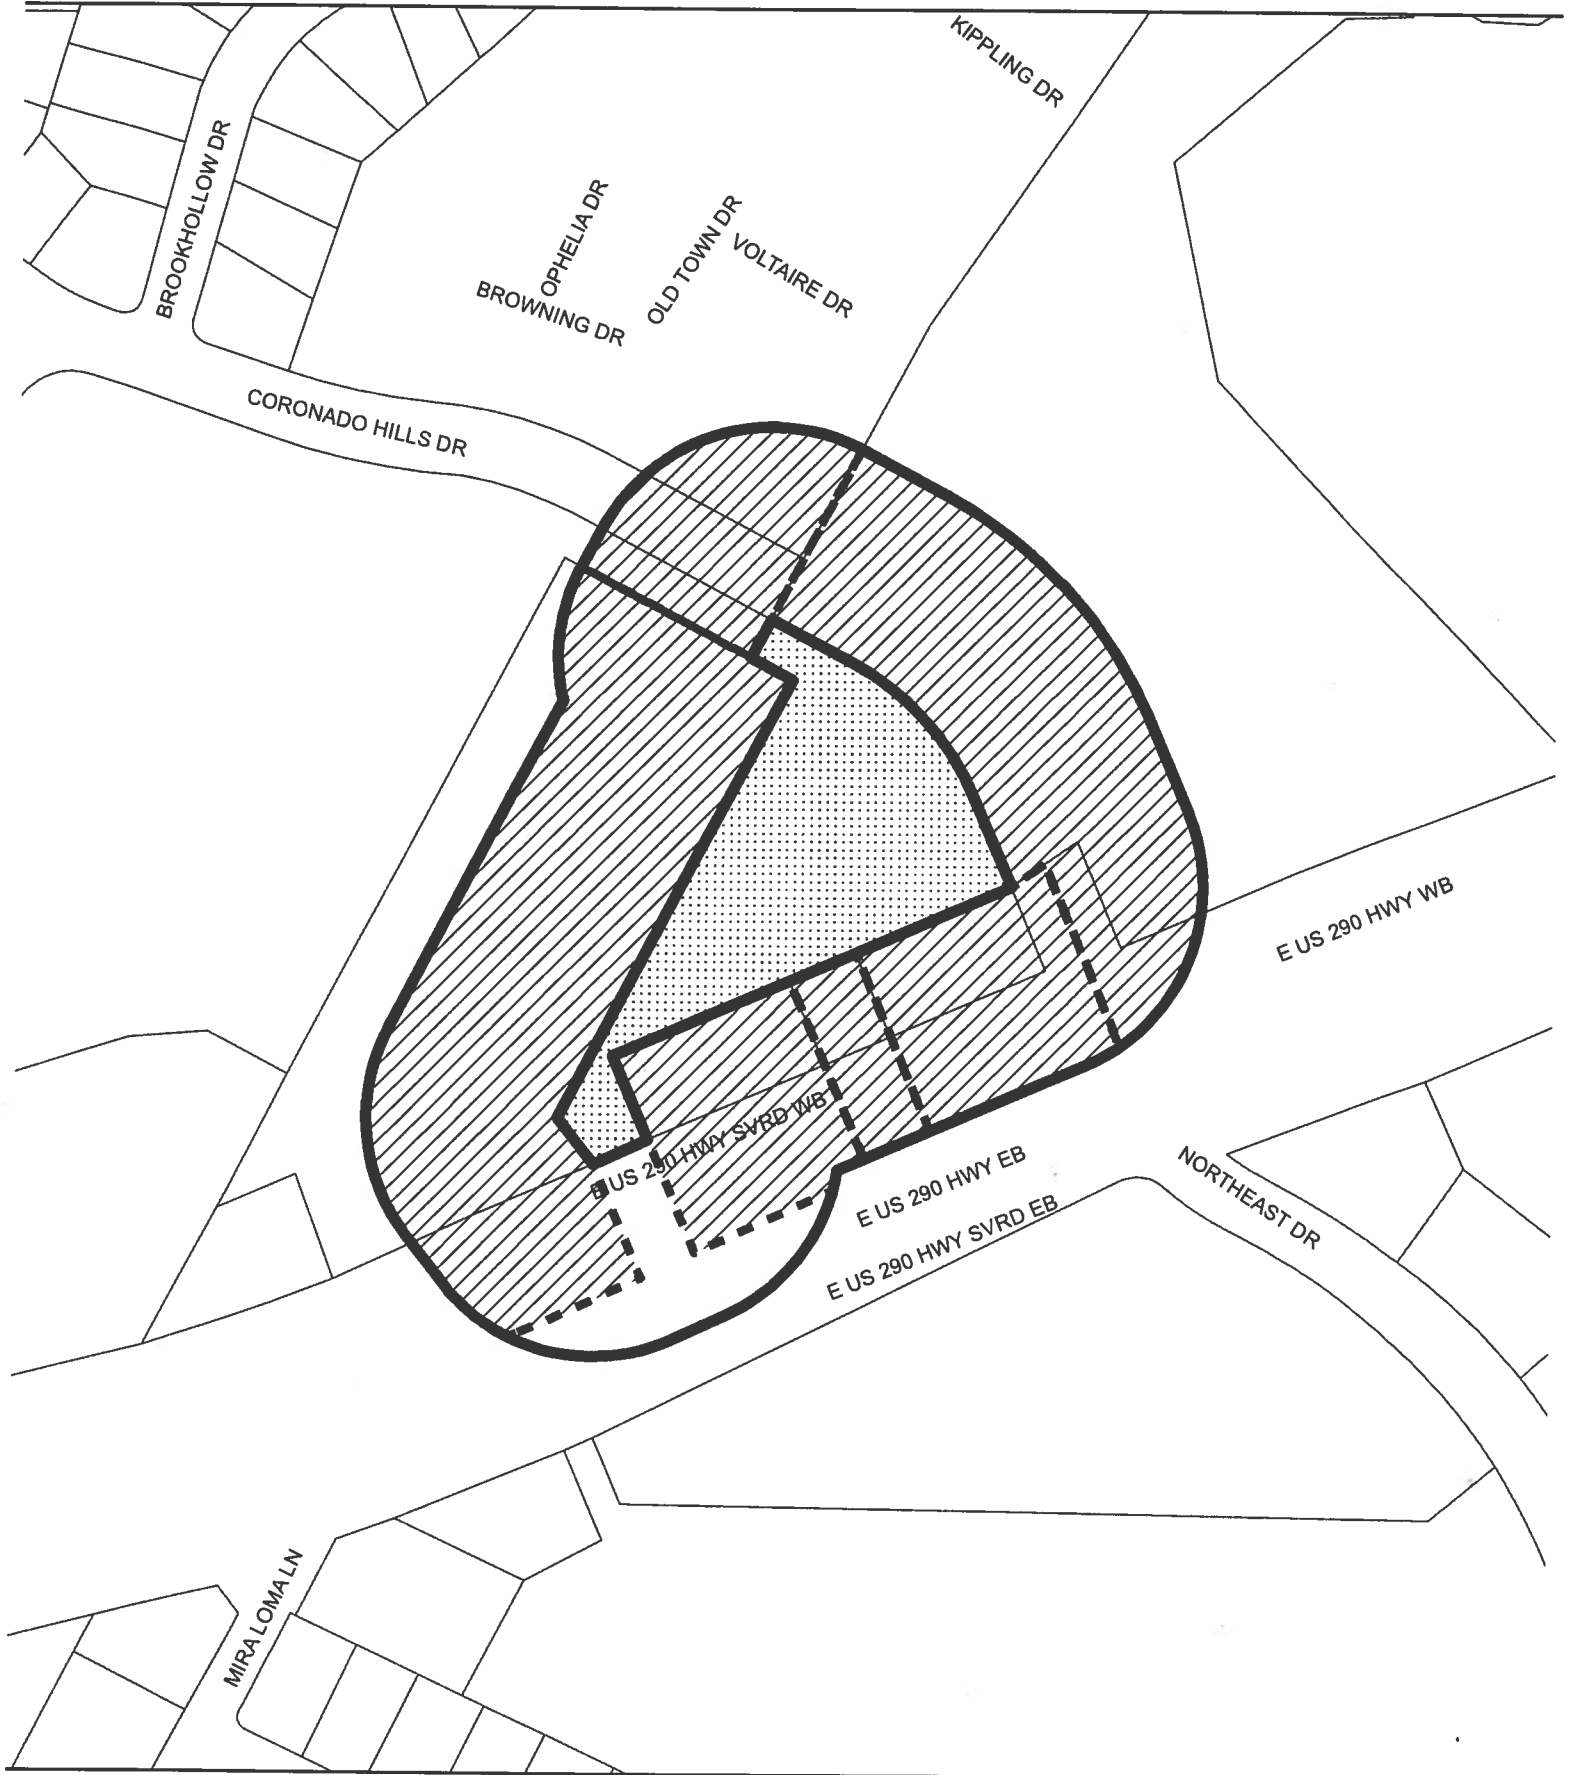 KIPPLING DR
BROOKHOLLOW DR
OPHELIA DR
OLD TOWN DR
VOLTAIRE DR
BROWNING DR
CORONADO HILLS DR
E US 290 HWY WB
E US 290 HWY SVRD WB
E US 290 HWY EB
NORTHEAST DR
E US 290 HWY SVRD EB
MIRA LOMA LN